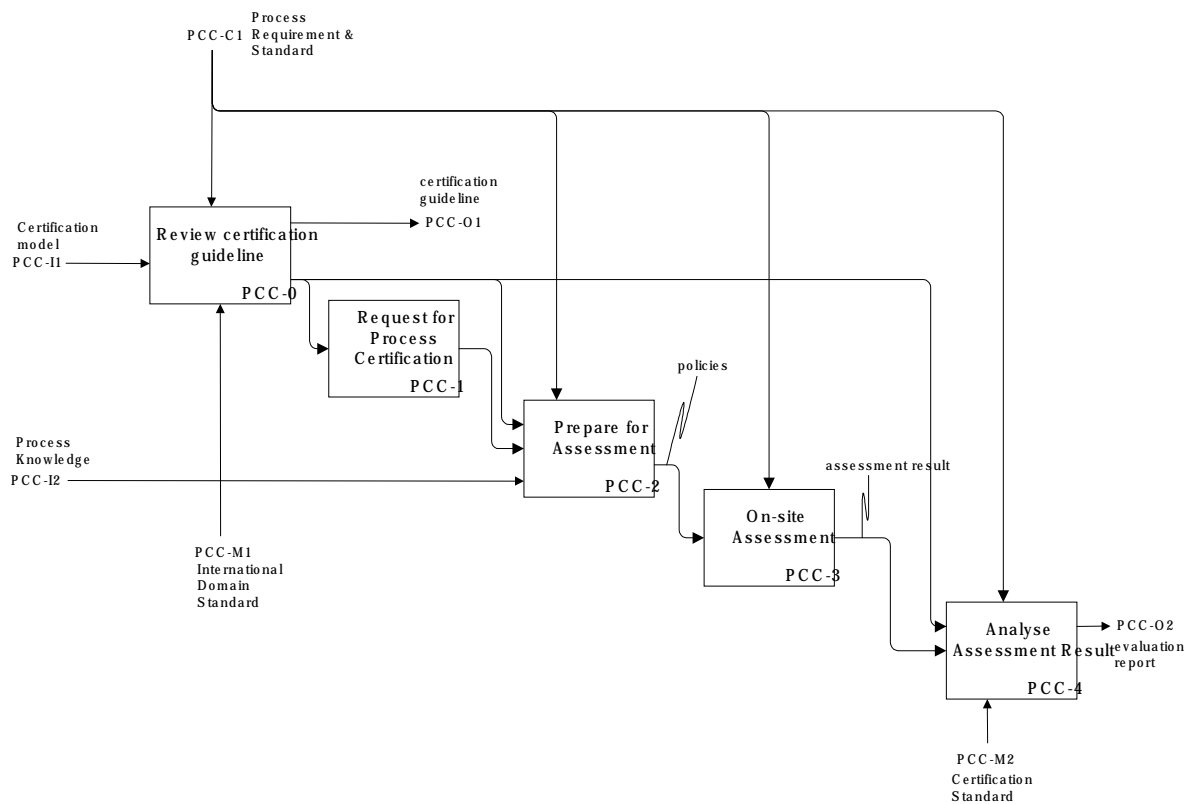 Process
PCC-C1 Requirement &
Standard
certification
guideline
PCC-O1
Certification
model
PCC-I1
Review certification
guideline
PCC-0
Request for
Process
Certification
PCC-1
policies
Prepare for
Assessment
PCC-2
Process
Knowledge
PCC-I2
assessment result
On-site
Assessment
PCC-3
PCC-M1
International
Domain
Standard
Analyse
Assessment Result
PCC-4
PCC-O2
evaluation
report
PCC-M2
Certification
Standard